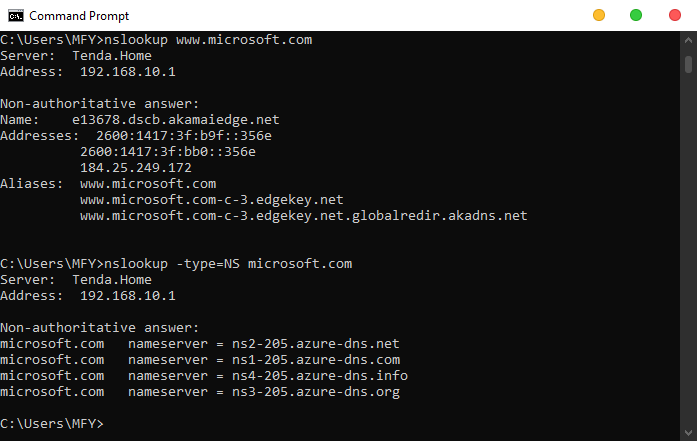 Command Prompt
C:\Users\MFY>nslookup www.microsoft.com
Server:  Tenda.Home
Address:  192.168.10.1
Non-authoritative answer:
Name:    e13678.dscb.akamaiedge.net
Addresses:  2600:1417:3f:b9f::356e
          2600:1417:3f:bb0::356e
          184.25.249.172
Aliases:  www.microsoft.com
          www.microsoft.com-c-3.edgekey.net
          www.microsoft.com-c-3.edgekey.net.globalredir.akadns.net
C:\Users\MFY>nslookup -type=NS microsoft.com
Server:  Tenda.Home
Address:  192.168.10.1
Non-authoritative answer:
microsoft.com   nameserver = ns2-205.azure-dns.net
microsoft.com   nameserver = ns1-205.azure-dns.com
microsoft.com   nameserver = ns4-205.azure-dns.info
microsoft.com   nameserver = ns3-205.azure-dns.org
C:\Users\MFY>